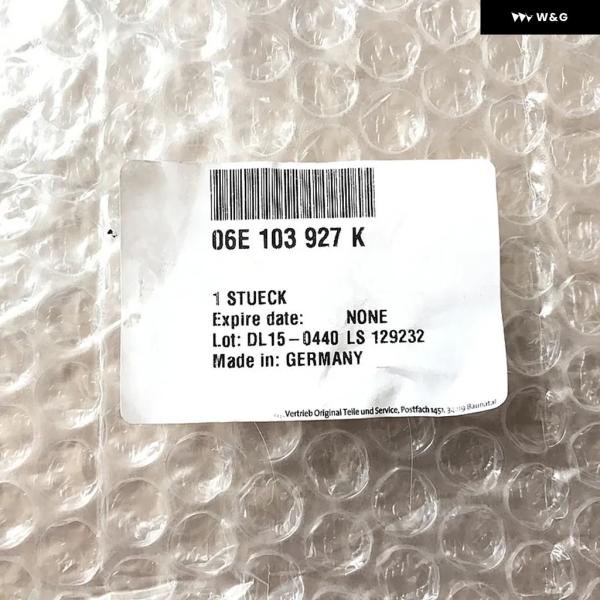 W&G
06E 103 927 K
1 STUECK
Expire date: NONE
Lot: DL15-0440 LS 129232
Made in: GERMANY
Vertrieb Original Teile und Service, Postfach 1451, Baunatal